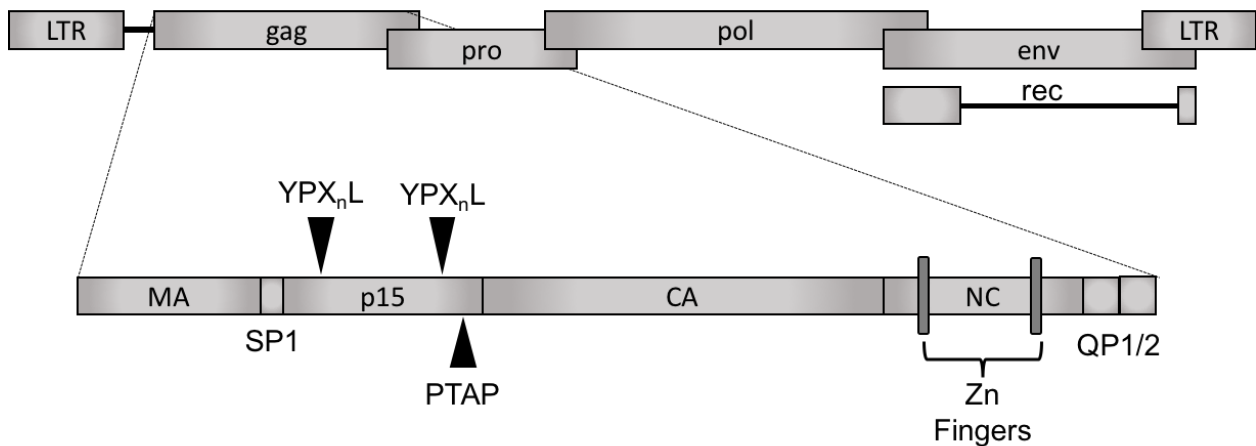 LTR
gag
pro
pol
env
LTR
rec
YPXₙL
YPXₙL
MA
p15
CA
NC
SP1
QP1/2
PTAP
Zn
Fingers